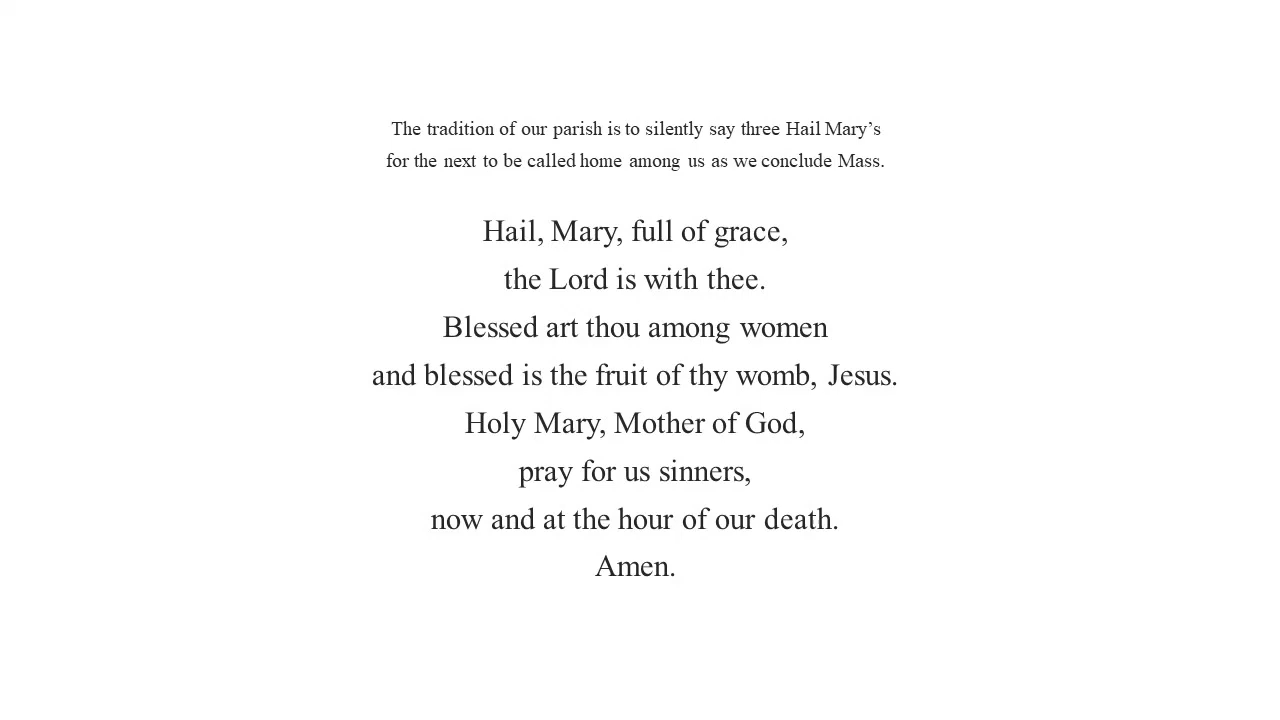 The tradition of our parish is to silently say three Hail Mary’s
for the next to be called home among us as we conclude Mass.
Hail, Mary, full of grace,
the Lord is with thee.
Blessed art thou among women
and blessed is the fruit of thy womb, Jesus.
Holy Mary, Mother of God,
pray for us sinners,
now and at the hour of our death.
Amen.